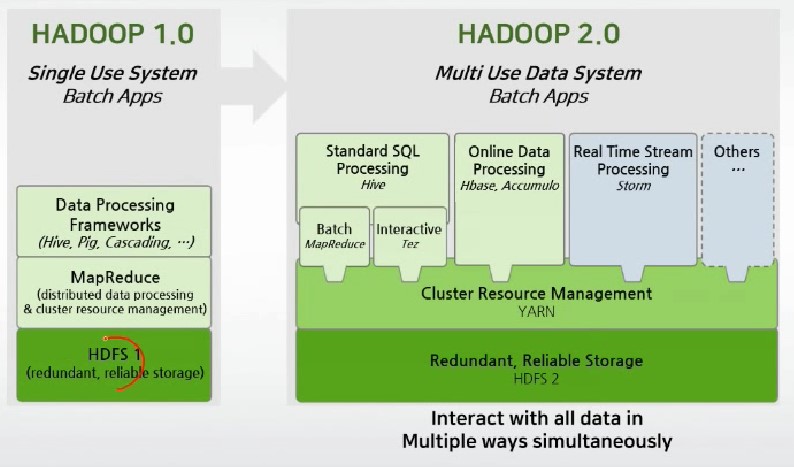 HADOOP 1.0
Single Use System
Batch Apps
Data Processing
Frameworks
(Hive, Pig, Cascading, ...)
MapReduce
(distributed data processing
& cluster resource management)
HDFS 1
(redundant, reliable storage)
HADOOP 2.0
Multi Use Data System
Batch Apps
Standard SQL
Processing
Hive
Batch
MapReduce
Interactive
Tez
Online Data
Processing
Hbase, Accumulo
Real Time Stream
Processing
Storm
Others
...
Cluster Resource Management
YARN
Redundant, Reliable Storage
HDFS 2
Interact with all data in
Multiple ways simultaneously